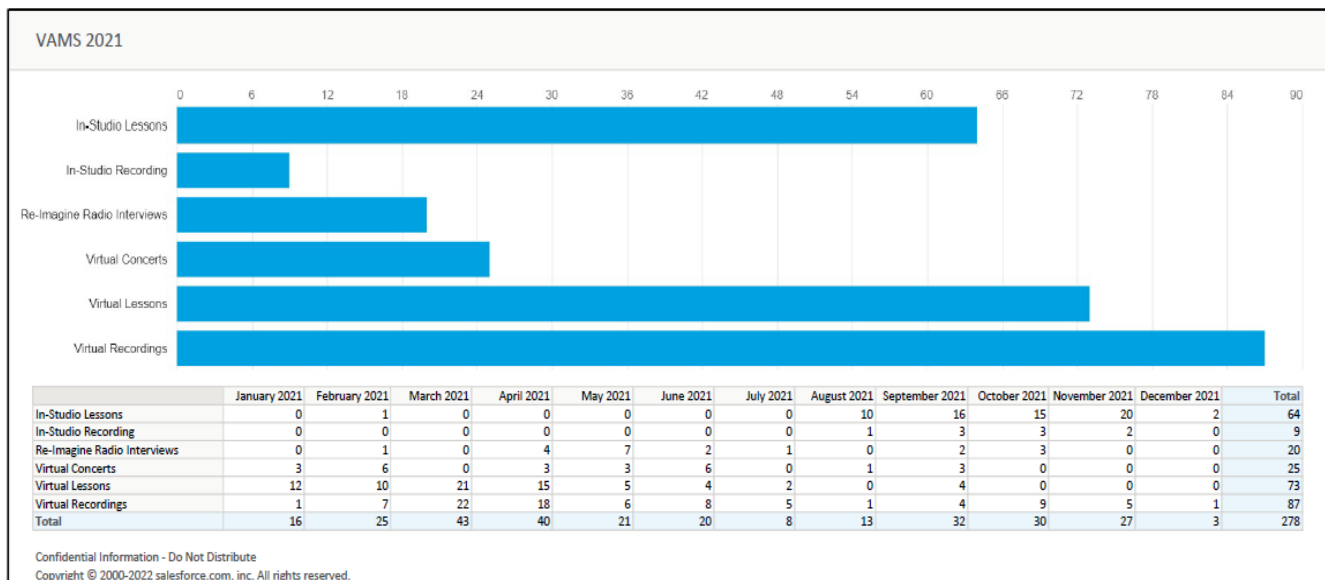 VAMS 2021
0 6 12 18 24 30 36 42 48 54 60 66 72 78 84 90
In-Studio Lessons
In-Studio Recording
Re-Imagine Radio Interviews
Virtual Concerts
Virtual Lessons
Virtual Recordings
January 2021 February 2021 March 2021 April 2021 May 2021 June 2021 July 2021 August 2021 September 2021 October 2021 November 2021 December 2021 Total
In-Studio Lessons 0 1 0 0 0 0 0 10 16 15 20 2 64
In-Studio Recording 0 0 0 0 0 0 0 1 3 3 2 0 9
Re-Imagine Radio Interviews 0 1 0 4 7 2 1 0 2 3 0 0 20
Virtual Concerts 3 6 0 3 3 6 0 1 3 0 0 0 25
Virtual Lessons 12 10 21 15 5 4 2 0 4 0 0 0 73
Virtual Recordings 1 7 22 18 6 8 5 1 4 9 5 1 87
Total 16 25 43 40 21 20 8 13 32 30 27 3 278
Confidential Information - Do Not Distribute
Copyright © 2000-2022 salesforce.com, inc. All rights reserved.